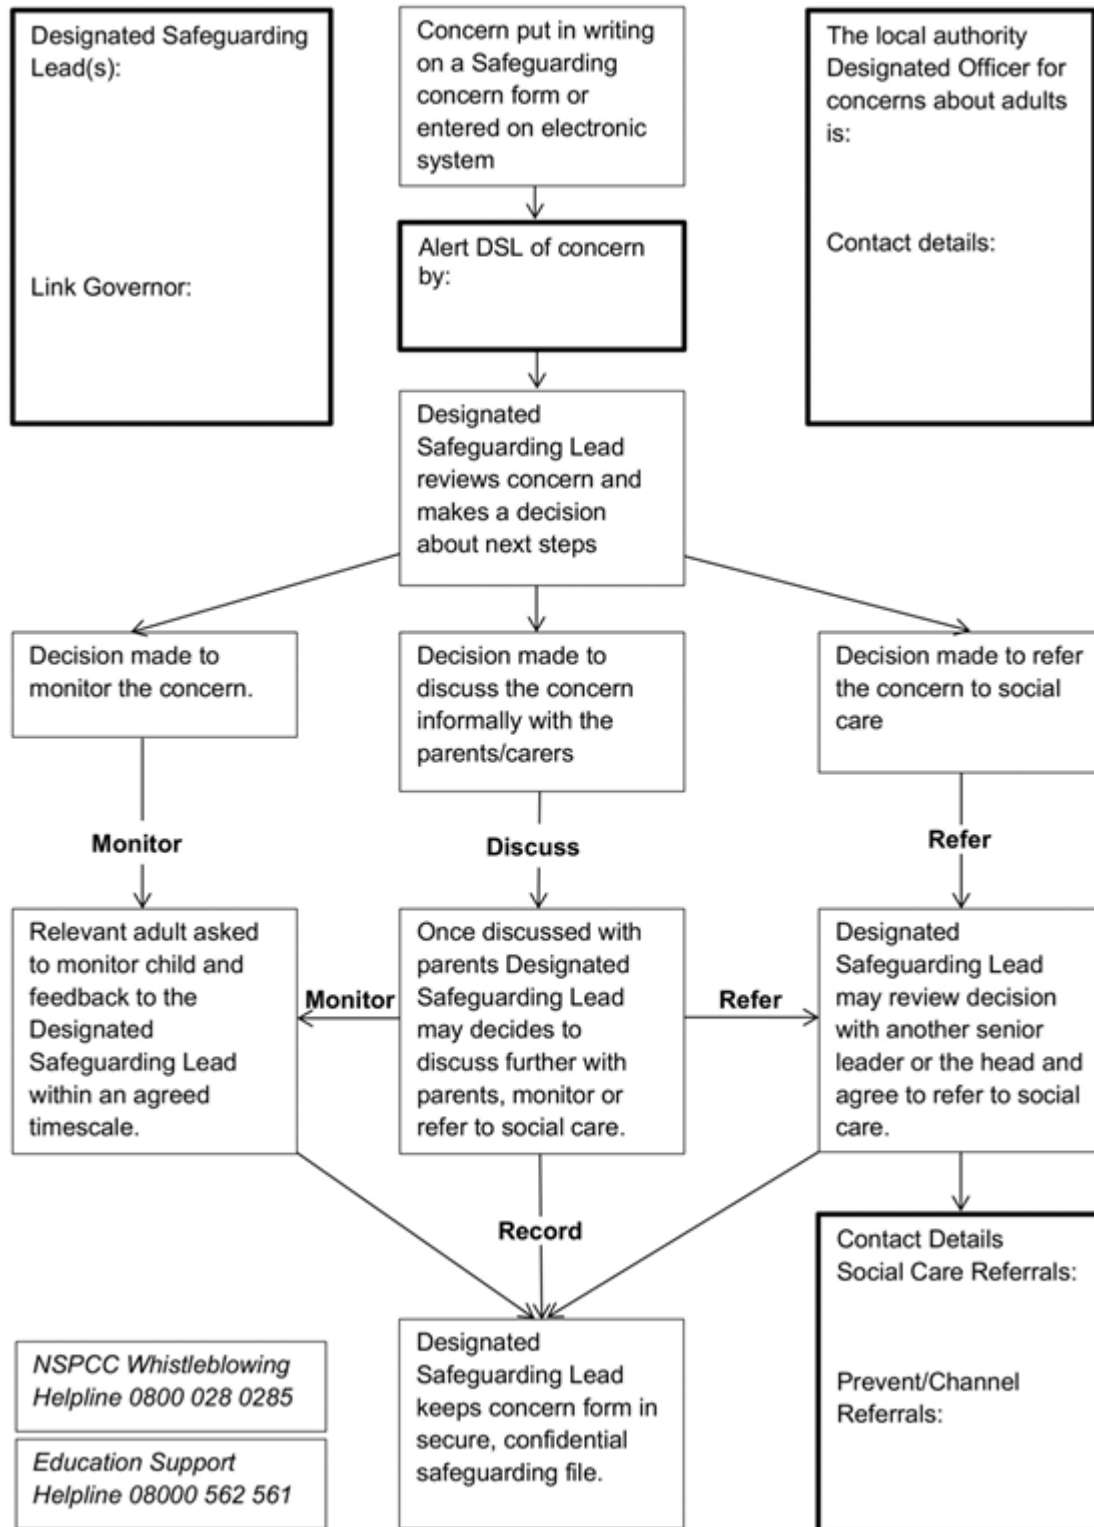 Designated Safeguarding
Lead(s):
Link Governor:
Concern put in writing
on a Safeguarding
concern form or
entered on electronic
system
The local authority
Designated Officer for
concerns about adults
is:
Contact details:
Alert DSL of concern
by:
Designated
Safeguarding Lead
reviews concern and
makes a decision
about next steps
Decision made to
monitor the concern.
Decision made to
discuss the concern
informally with the
parents/carers
Decision made to refer
the concern to social
care
Monitor
Discuss
Refer
Relevant adult asked
to monitor child and
feedback to the
Designated
Safeguarding Lead
within an agreed
timescale.
Monitor
Once discussed with
parents Designated
Safeguarding Lead
may decides to
discuss further with
parents, monitor or
refer to social care.
Refer
Designated
Safeguarding Lead
may review decision
with another senior
leader or the head and
agree to refer to social
care.
Record
Contact Details
Social Care Referrals:
Prevent/Channel
Referrals:
Designated
Safeguarding Lead
keeps concern form in
secure, confidential
safeguarding file.
NSPCC Whistleblowing
Helpline 0800 028 0285
Education Support
Helpline 08000 562 561